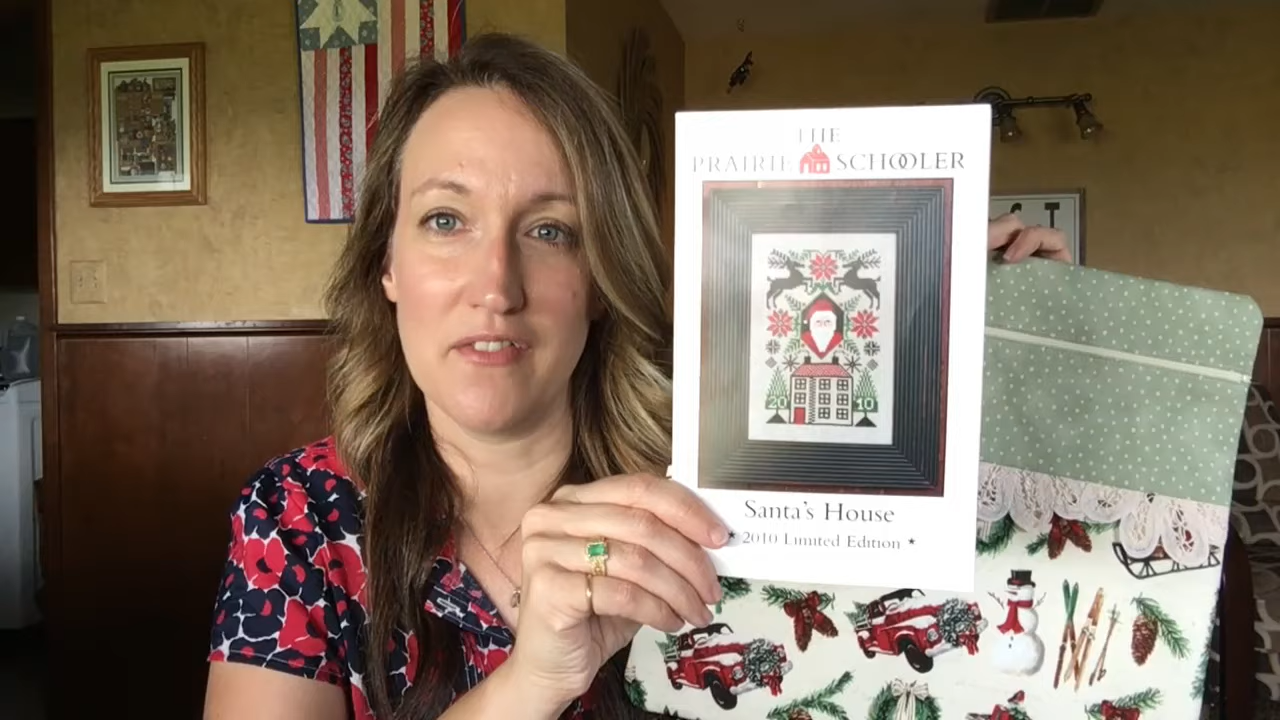 THE
PRAIRIE SCHOOLER
20 10
Santa's House
* 2010 Limited Edition *